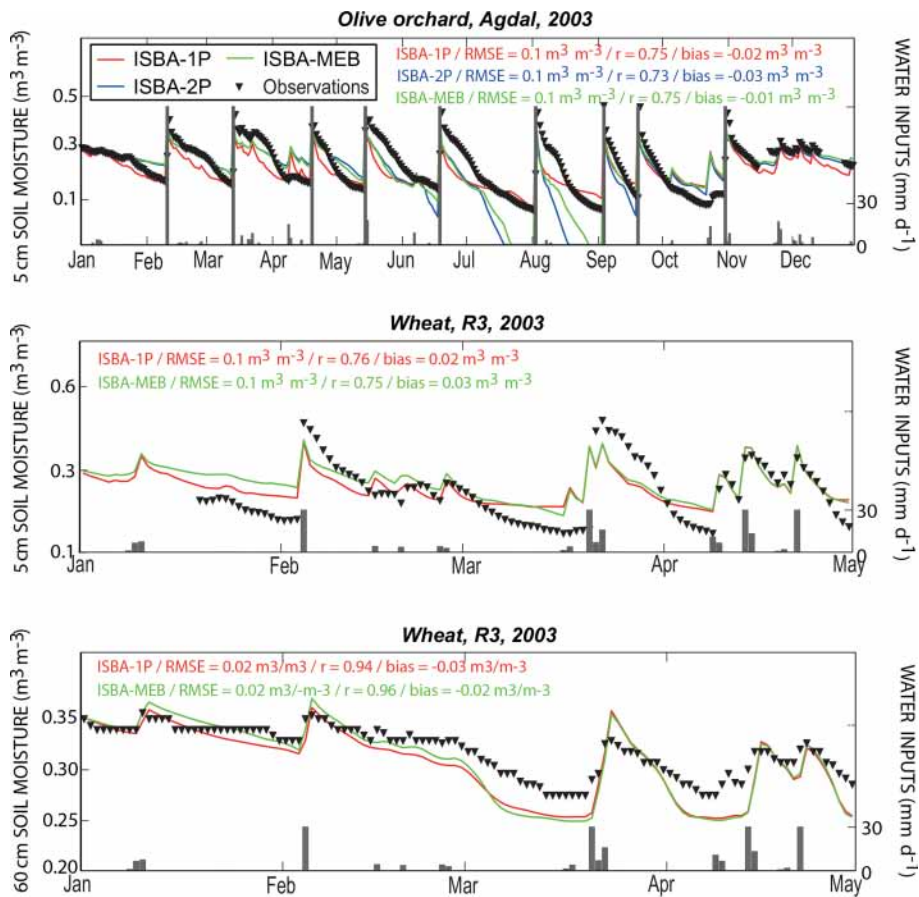 Olive orchard, Agdal, 2003
ISBA-1P
ISBA-MEB
ISBA-2P
Observations
ISBA-1P / RMSE = 0.1 m³ m⁻³ / r = 0.75 / bias = -0.02 m³ m⁻³
ISBA-2P / RMSE = 0.1 m³ m⁻³ / r = 0.73 / bias = -0.03 m³ m⁻³
ISBA-MEB / RMSE = 0.1 m³ m⁻³ / r = 0.75 / bias = -0.01 m³ m⁻³
5 cm SOIL MOISTURE (m³ m⁻³)
0.5
0.3
0.1
WATER INPUTS (mm d⁻¹)
30
0
Jan Feb Mar Apr May Jun Jul Aug Sep Oct Nov Dec
Wheat, R3, 2003
ISBA-1P / RMSE = 0.1 m³ m⁻³ / r = 0.76 / bias = 0.02 m³ m⁻³
ISBA-MEB / RMSE = 0.1 m³ m⁻³ / r = 0.75 / bias = 0.03 m³ m⁻³
5cm SOIL MOISTURE (m³ m⁻³)
0.6
0.3
0.1
WATER INPUTS (mm d⁻¹)
30
0
Jan Feb Mar Apr May
Wheat, R3, 2003
ISBA-1P / RMSE = 0.02 m3/m3 / r = 0.94 / bias = -0.03 m3/m-3
ISBA-MEB / RMSE = 0.02 m3/-m-3 / r = 0.96 / bias = -0.02 m3/m-3
60 cm SOIL MOISTURE (m³ m⁻³)
0.35
0.30
0.25
0.20
WATER INPUTS (mm d⁻¹)
30
0
Jan Feb Mar Apr May